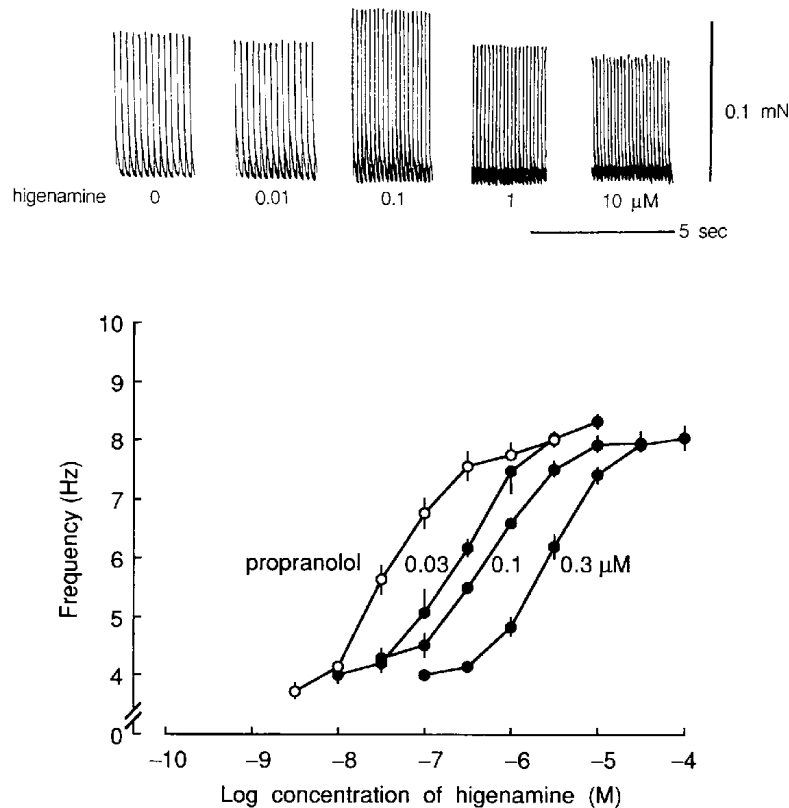 0.1 mN
higenamine 0 0.01 0.1 1 10 μM
5 sec
10
9
8
7
6
5
4
0
Frequency (Hz)
propranolol 0.03 0.1 0.3 μM
−10 −9 −8 −7 −6 −5 −4
Log concentration of higenamine (M)